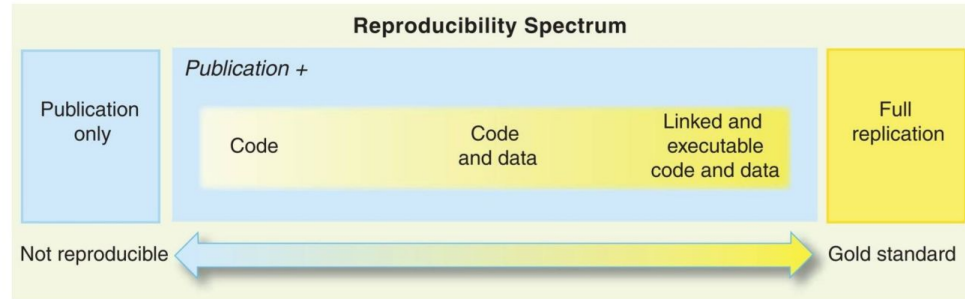 Reproducibility Spectrum
Publication
only
Publication +
Code
Code
and data
Linked and
executable
code and data
Full
replication
Not reproducible
Gold standard